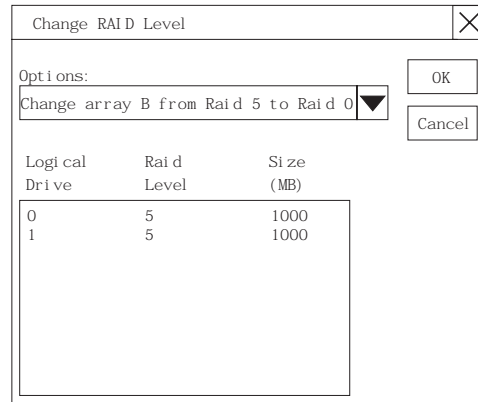 Change RAID Level
Options:
OK
Change array B from Raid 5 to Raid 0
Cancel
Logical Raid Size
Drive Level (MB)
0 5 1000
1 5 1000